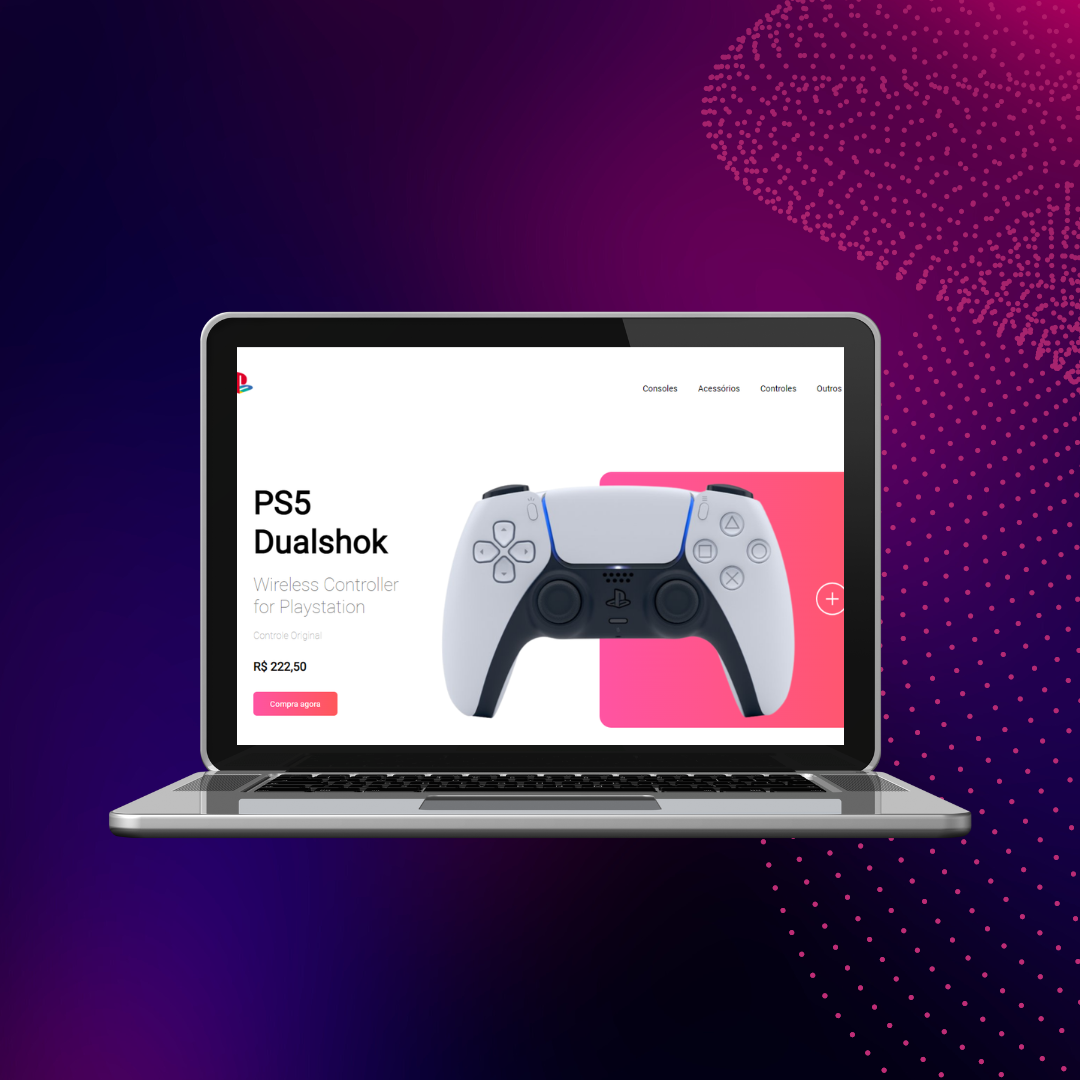 Consoles Acessórios Controles Outros
PS5
Dualshok
Wireless Controller
for Playstation
Controle Original
R$ 222,50
Compra agora